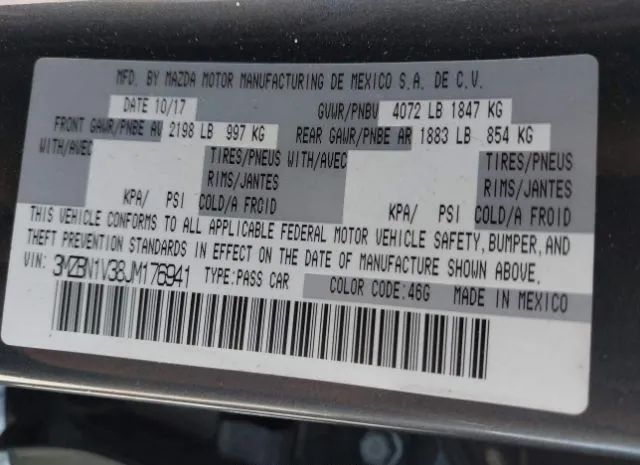 MFD. BY MAZDA MOTOR MANUFACTURING DE MEXICO S.A. DE C.V.
DATE 10/17 GVWR/PNBV 4072 LB 1847 KG
FRONT GAWR/PNBE AV 2198 LB 997 KG REAR GAWR/PNBE AR 1883 LB 854 KG
WITH/AVEC TIRES/PNEUS WITH/AVEC TIRES/PNEUS
RIMS/JANTES RIMS/JANTES
KPA/ PSI COLD/A FROID KPA/ PSI COLD/A FROID
THIS VEHICLE CONFORMS TO ALL APPLICABLE FEDERAL MOTOR VEHICLE SAFETY, BUMPER, AND
THEFT PREVENTION STANDARDS IN EFFECT ON THE DATE OF MANUFACTURE SHOWN ABOVE.
VIN: 3MZBN1V38JM176941 TYPE:PASS CAR COLOR CODE:46G MADE IN MEXICO